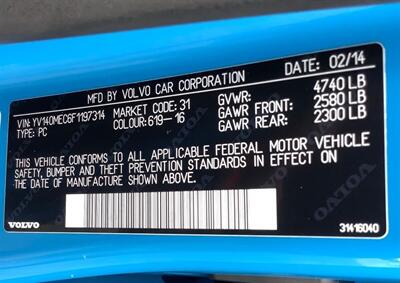 MFD BY VOLVO CAR CORPORATION DATE: 02/14
VIN: YV140MEC6F1197314 MARKET CODE: 31 GVWR: 4740 LB
TYPE: PC COLOUR: 619- 16 GAWR FRONT: 2580 LB
GAWR REAR: 2300 LB
THIS VEHICLE CONFORMS TO ALL APPLICABLE FEDERAL MOTOR VEHICLE
SAFETY, BUMPER AND THEFT PREVENTION STANDARDS IN EFFECT ON
THE DATE OF MANUFACTURE SHOWN ABOVE.
VOLVO 31416040